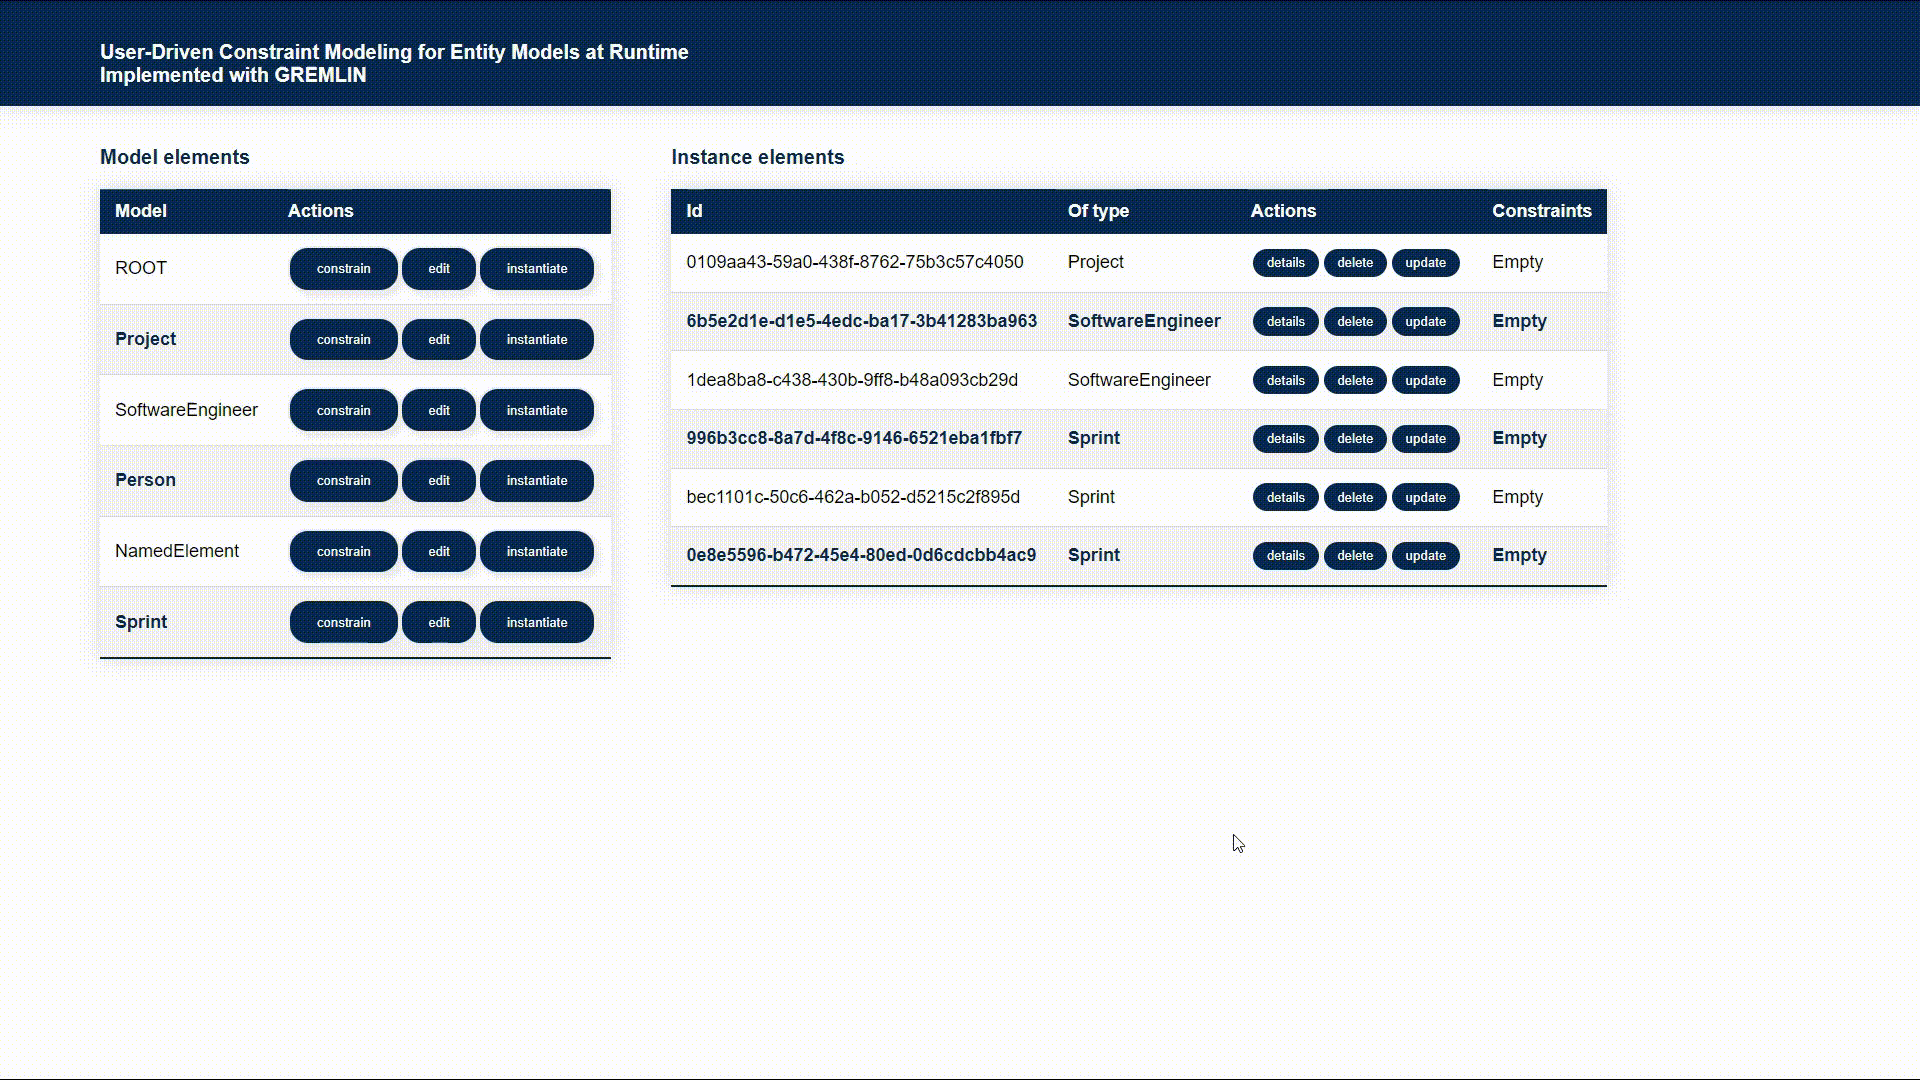 User-Driven Constraint Modeling for Entity Models at Runtime
Implemented with GREMLIN
Model elements
Model Actions
ROOT constrain edit instantiate
Project constrain edit instantiate
SoftwareEngineer constrain edit instantiate
Person constrain edit instantiate
NamedElement constrain edit instantiate
Sprint constrain edit instantiate
Instance elements
Id Of type Actions Constraints
0109aa43-59a0-438f-8762-75b3c57c4050 Project details delete update Empty
6b5e2d1e-d1e5-4edc-ba17-3b41283ba963 SoftwareEngineer details delete update Empty
1dea8ba8-c438-430b-9ff8-b48a093cb29d SoftwareEngineer details delete update Empty
996b3cc8-8a7d-4f8c-9146-6521eba1fbf7 Sprint details delete update Empty
bec1101c-50c6-462a-b052-d5215c2f895d Sprint details delete update Empty
0e8e5596-b472-45e4-80ed-0d6cdcbb4ac9 Sprint details delete update Empty